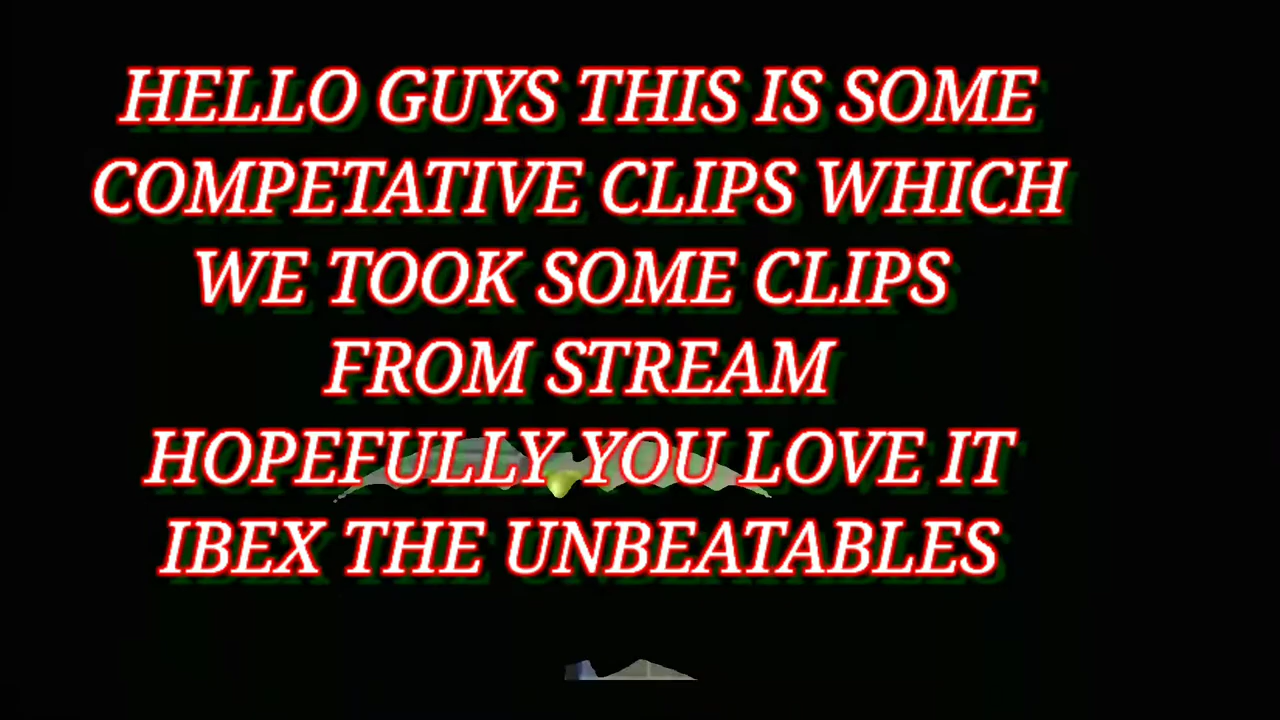 HELLO GUYS THIS IS SOME
COMPETATIVE CLIPS WHICH
WE TOOK SOME CLIPS
FROM STREAM
HOPEFULLY YOU LOVE IT
IBEX THE UNBEATABLES